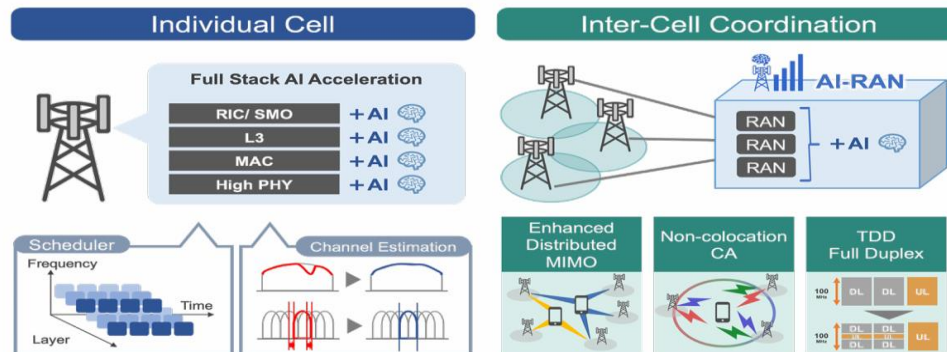 Individual Cell
Full Stack AI Acceleration
RIC/ SMO +AI
L3 +AI
MAC +AI
High PHY +AI
Scheduler
Frequency
Time
Layer
Channel Estimation
Inter-Cell Coordination
AI-RAN
RAN
RAN
RAN
+AI
Enhanced
Distributed
MIMO
Non-colocation
CA
TDD
Full Duplex
100
MHz
DL DL UL
100
MHz
DL DL
UL UL
DL DL
UL